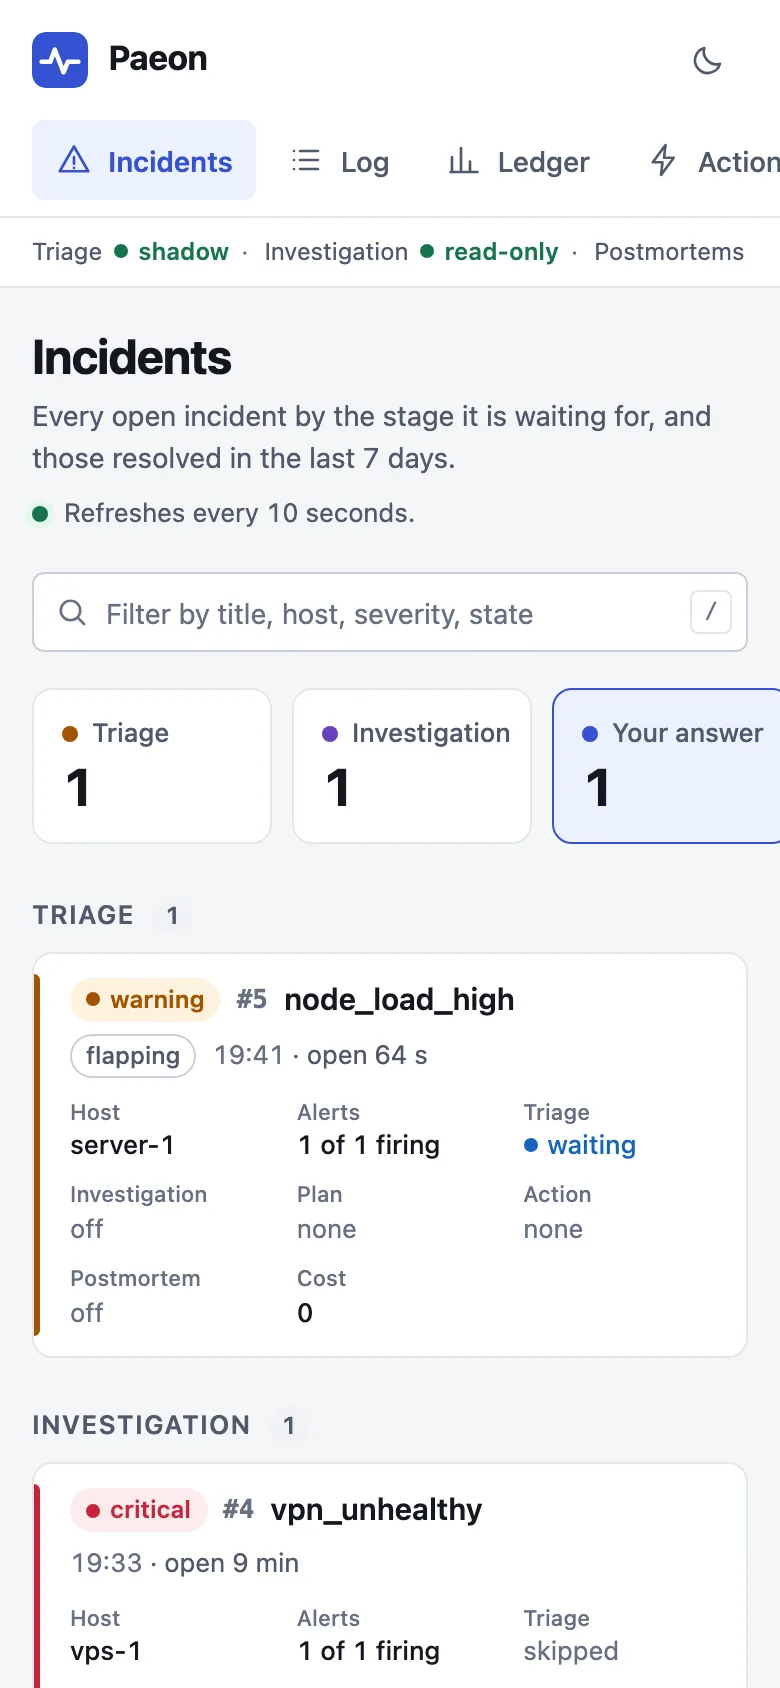 Paeon
Incidents Log Ledger Action
Triage shadow · Investigation read-only · Postmortems
Incidents
Every open incident by the stage it is waiting for, and
those resolved in the last 7 days.
Refreshes every 10 seconds.
Filter by title, host, severity, state /
Triage Investigation Your answer
1 1 1
TRIAGE 1
warning #5 node_load_high
flapping 19:41 · open 64 s
Host Alerts Triage
server-1 1 of 1 firing waiting
Investigation Plan Action
off none none
Postmortem Cost
off 0
INVESTIGATION 1
critical #4 vpn_unhealthy
19:33 · open 9 min
Host Alerts Triage
vps-1 1 of 1 firing skipped